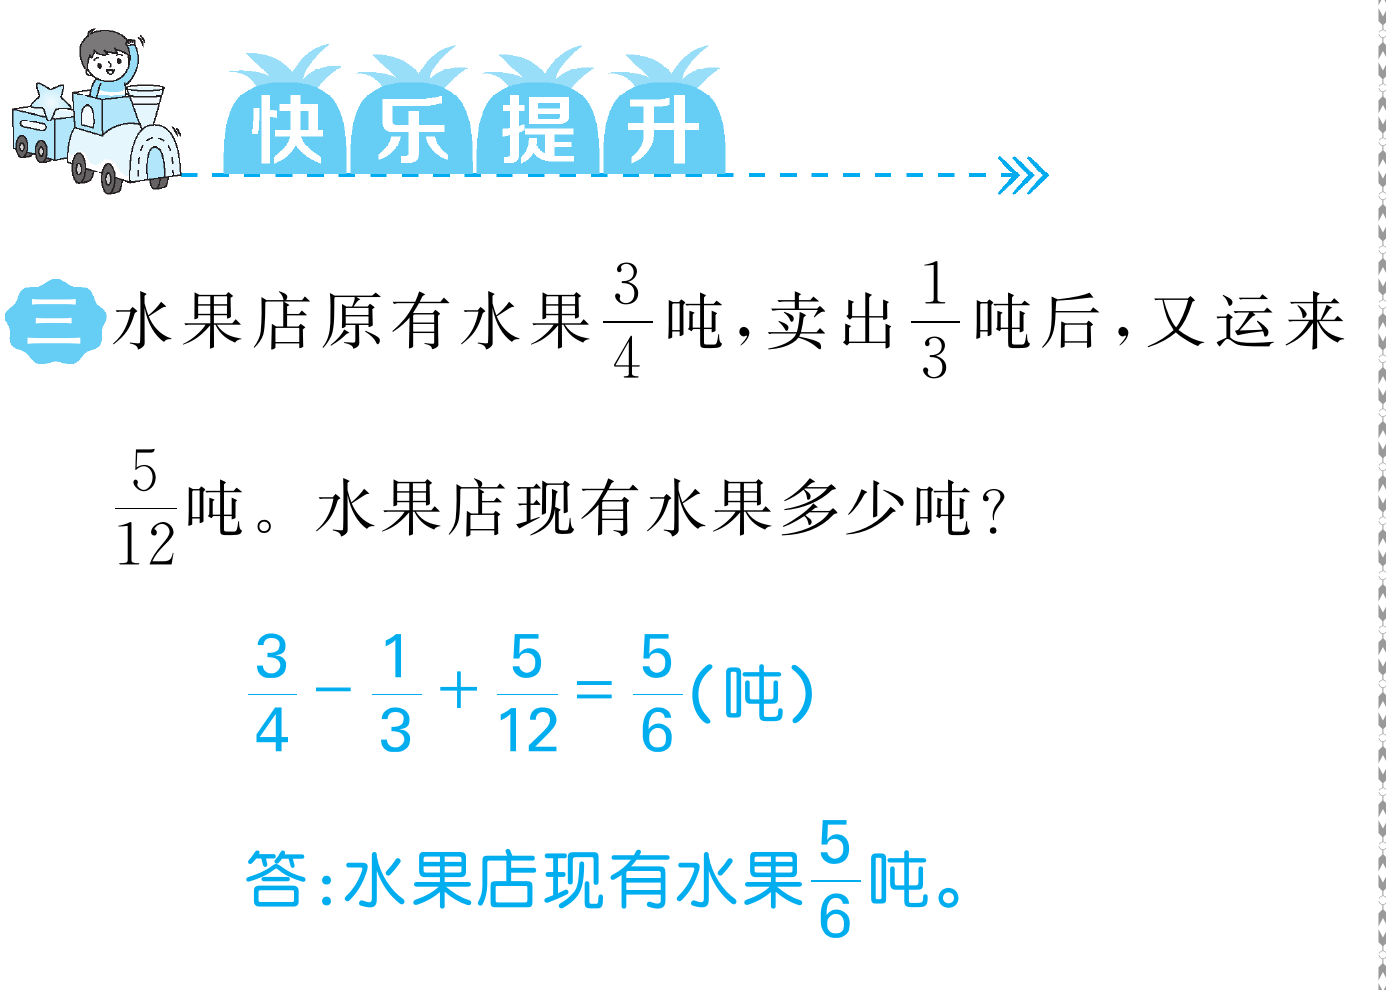 快乐提升
三 水果店原有水果3/4吨,卖出1/3吨后,又运来
5/12吨。水果店现有水果多少吨?
3/4 - 1/3 + 5/12 = 5/6(吨)
答:水果店现有水果5/6吨。